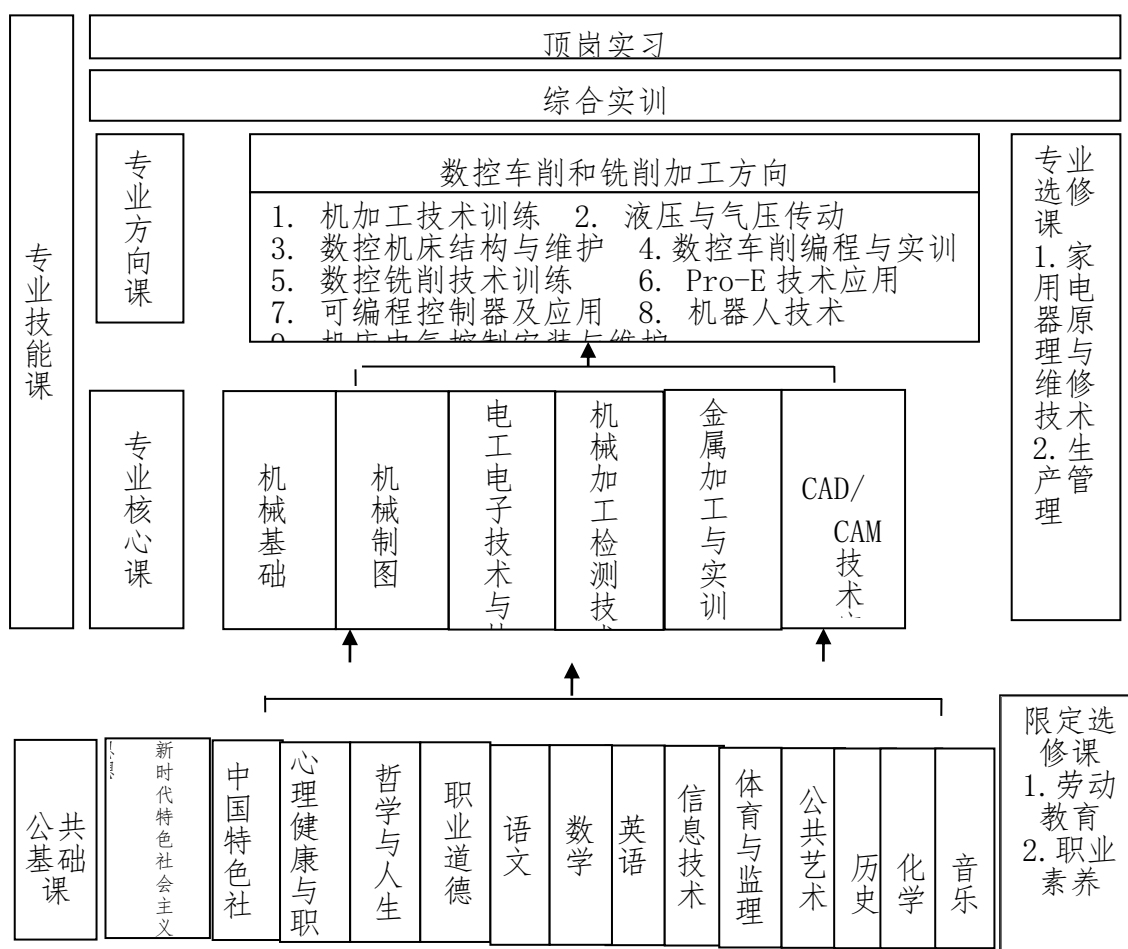 顶岗实习
综合实训
专业技能课
专业方向课
数控车削和铣削加工方向
1. 机加工技术训练 2. 液压与气压传动
3. 数控机床结构与维护 4.数控车削编程与实训
5. 数控铣削技术训练 6. Pro-E 技术应用
7. 可编程控制器及应用 8. 机器人技术
9. 机床电气控制安装与维护
专业
选修
课
1.家
用电
器原
理与
维修
技术
2.生
产管
理
专业核心课
机械基础
机械制图
电工电子技术与
机械加工检测技
金属加工与实训
CAD/
CAM
技术
公共
基础
课
新时代特色社会主义
中国特色社
心理健康与职
哲学与人生
职业道德
语文
数学
英语
信息技术
体育与监理
公共艺术
历史
化学
音乐
限定选
修课
1.劳动
教育
2.职业
素养